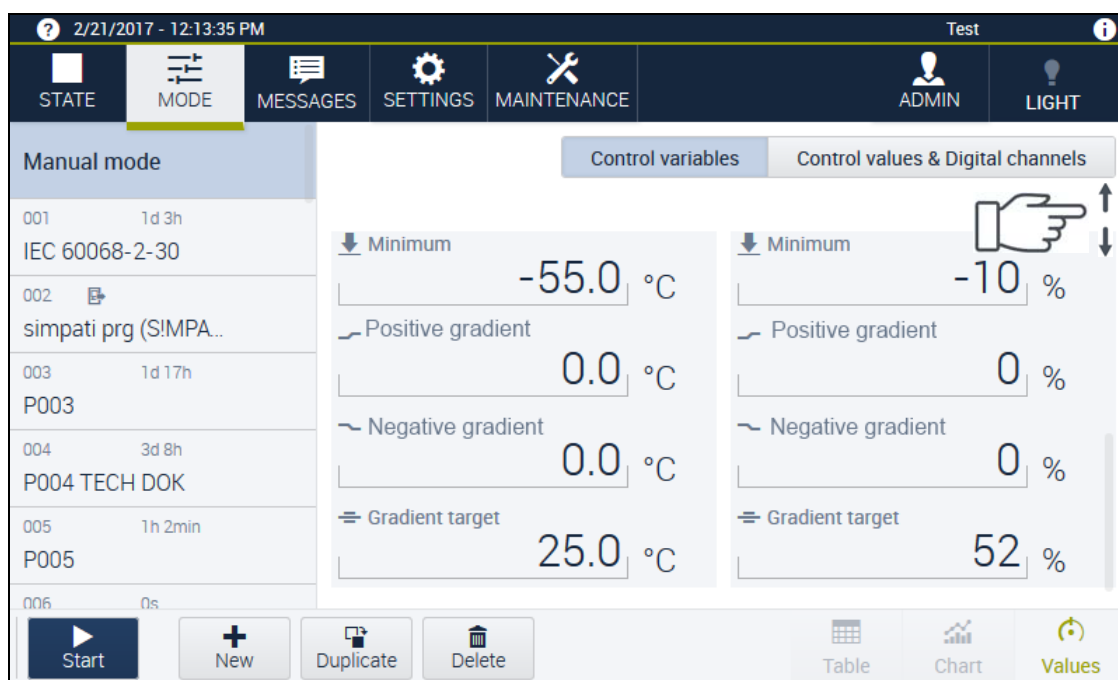 ? 2/21/2017 - 12:13:35 PM Test i
STATE MODE MESSAGES SETTINGS MAINTENANCE ADMIN LIGHT
Manual mode
Control variables Control values & Digital channels
001 1d 3h
IEC 60068-2-30
002
simpati prg (S!MPA...
003 1d 17h
P003
004 3d 8h
P004 TECH DOK
005 1h 2min
P005
006 0s
Minimum
-55.0 °C
Positive gradient
0.0 °C
Negative gradient
0.0 °C
Gradient target
25.0 °C
Minimum
-10 %
Positive gradient
0 %
Negative gradient
0 %
Gradient target
52 %
Start New Duplicate Delete Table Chart Values